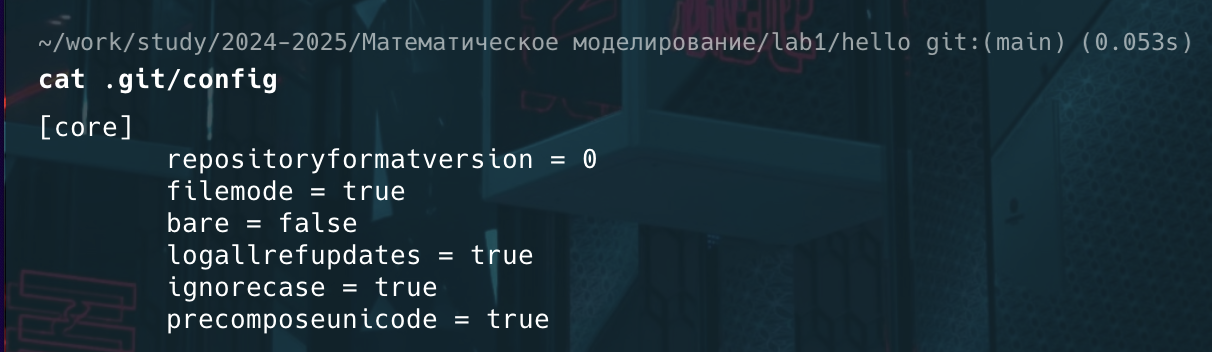 ~/work/study/2024-2025/Математическое моделирование/lab1/hello git:(main) (0.053s)
cat .git/config
[core]
        repositoryformatversion = 0
        filemode = true
        bare = false
        logallrefupdates = true
        ignorecase = true
        precomposeunicode = true